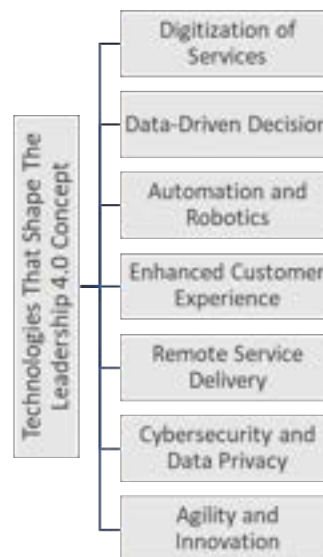 Technologies That Shape The
Leadership 4.0 Concept
Digitization of
Services
Data-Driven Decision
Automation and
Robotics
Enhanced Customer
Experience
Remote Service
Delivery
Cybersecurity and
Data Privacy
Agility and
Innovation